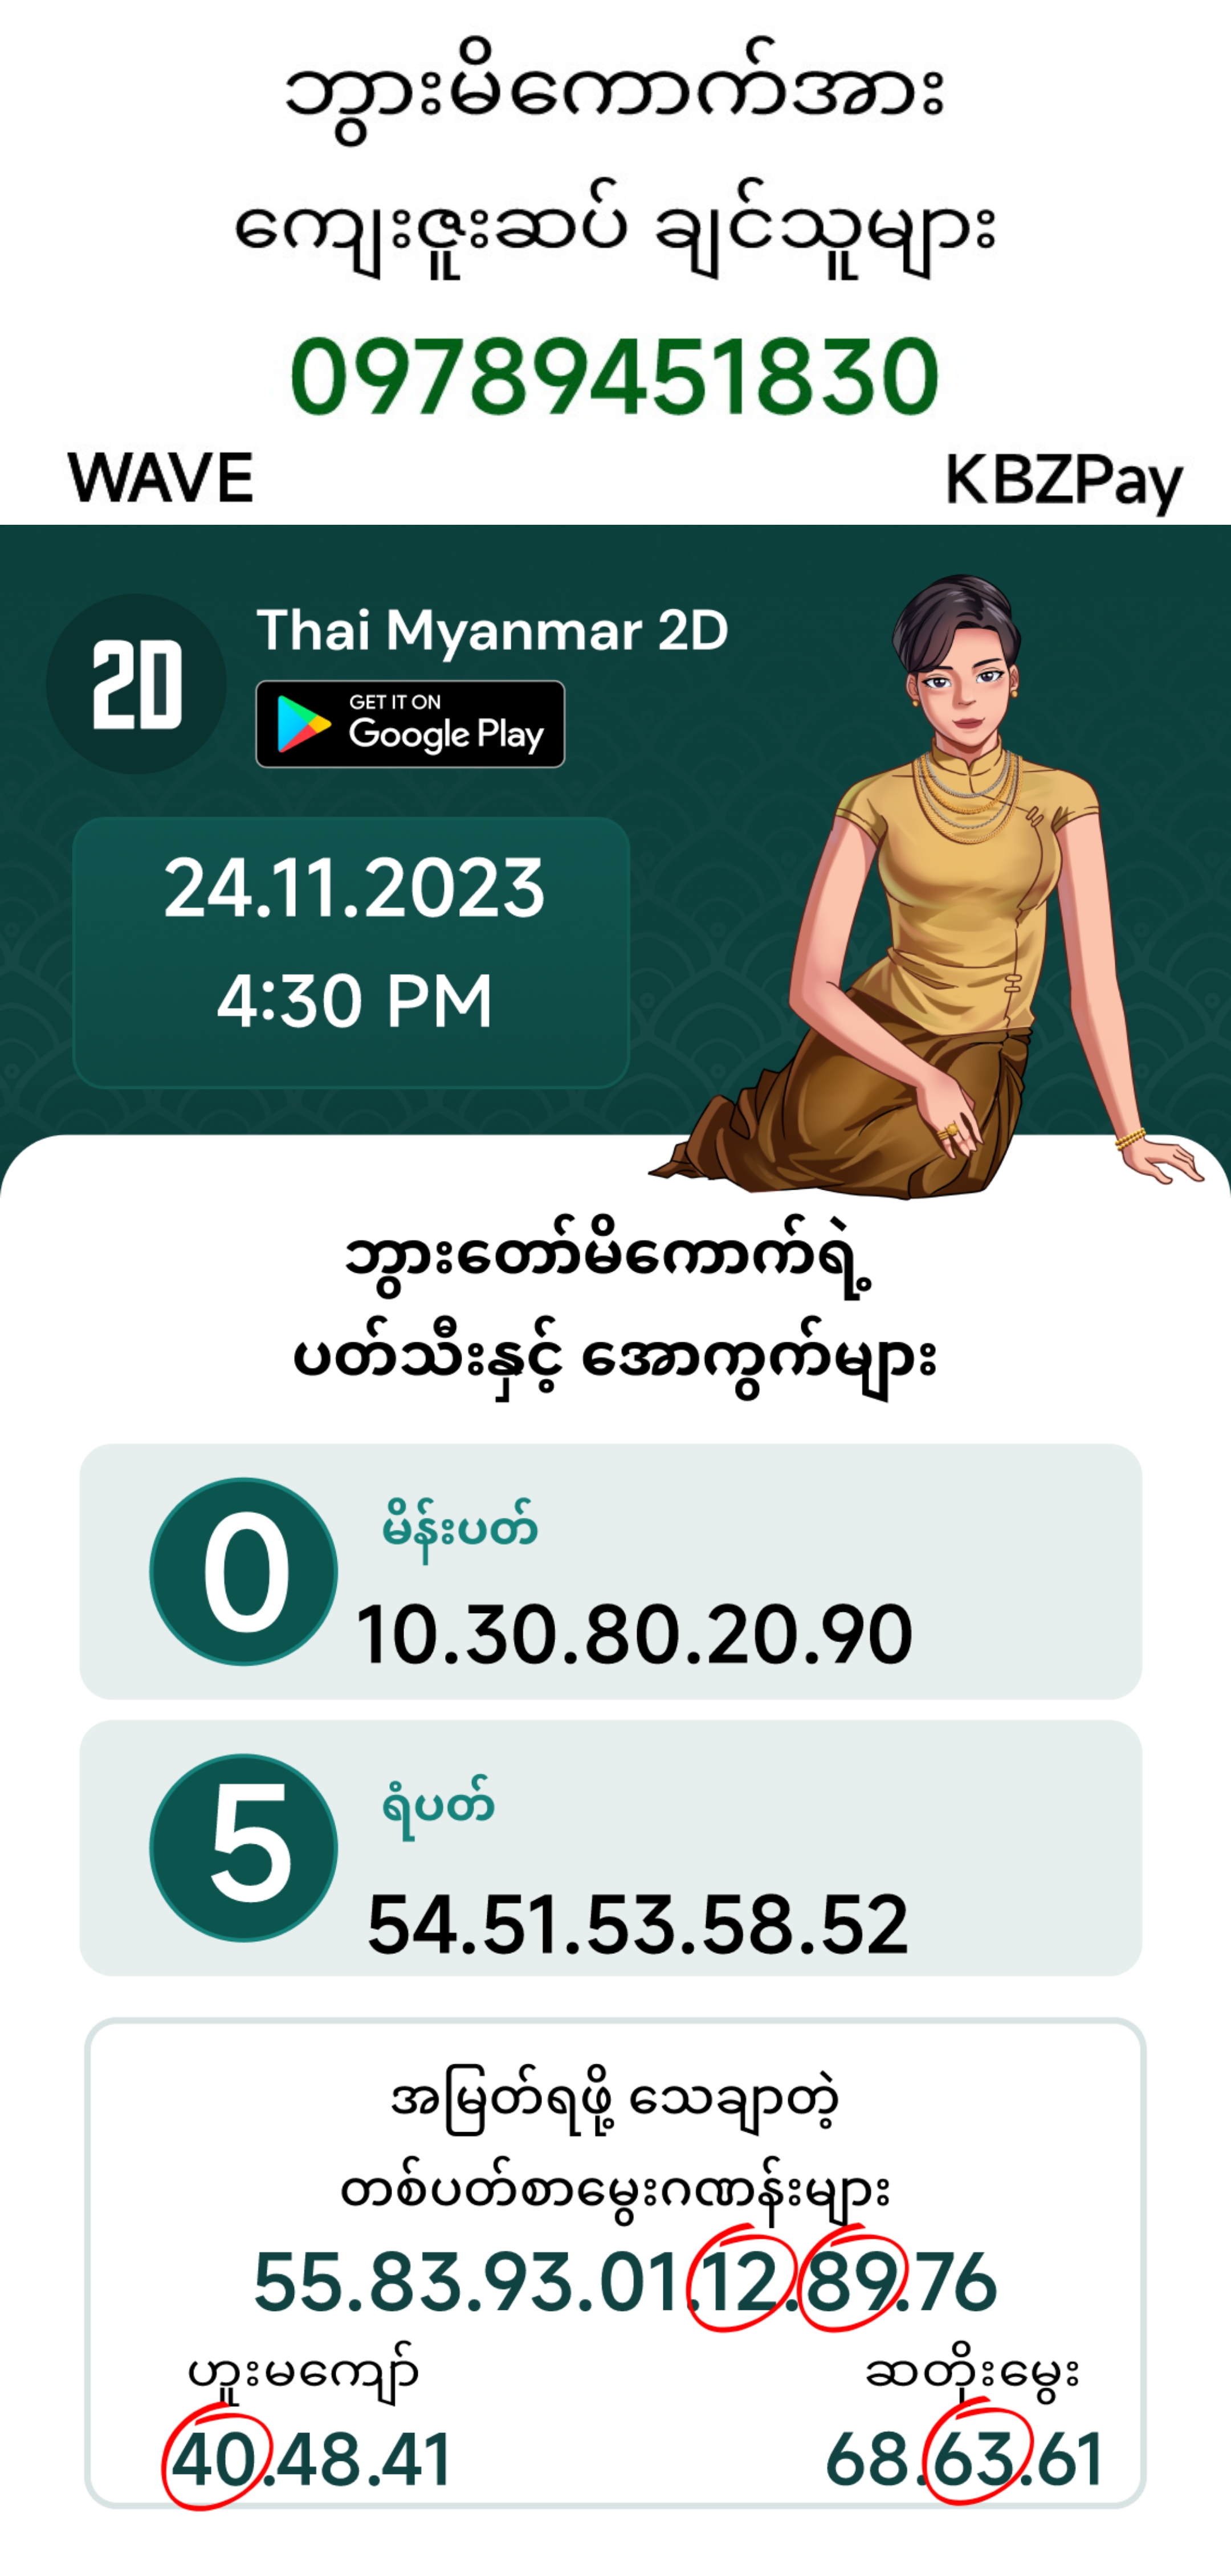 ဘွားမိကောက်အား
ကျေးဇူးဆပ် ချင်သူများ
09789451830
WAVE KBZPay
2D
Thai Myanmar 2D
GET IT ON
Google Play
24.11.2023
4:30 PM
ဘွားတော်မိကောက်ရဲ့
ပတ်သီးနှင့် အောကွက်များ
0
မိန်းပတ်
10.30.80.20.90
5
ရံပတ်
54.51.53.58.52
အမြတ်ရဖို့ သေချာတဲ့
တစ်ပတ်စာမွေးဂဏန်းများ
55.83.93.01.12.89.76
ဟူးမကျော် ဆတိုးမွေး
40.48.41 68.63.61